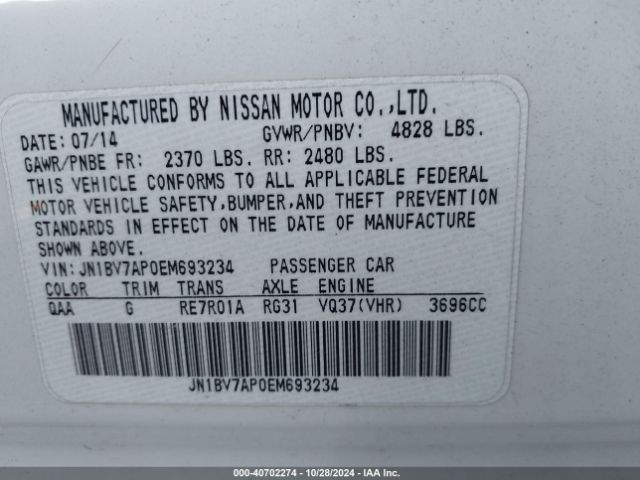 MANUFACTURED BY NISSAN MOTOR CO.,LTD.
DATE: 07/14 GVWR/PNBV: 4828 LBS.
GAWR/PNBE FR: 2370 LBS. RR: 2480 LBS.
THIS VEHICLE CONFORMS TO ALL APPLICABLE FEDERAL
MOTOR VEHICLE SAFETY,BUMPER,AND THEFT PREVENTION
STANDARDS IN EFFECT ON THE DATE OF MANUFACTURE
SHOWN ABOVE.
VIN: JN1BV7AP0EM693234 PASSENGER CAR
COLOR TRIM TRANS AXLE ENGINE
QAA G RE7R01A RG31 VQ37(VHR) 3696CC
JN1BV7AP0EM693234
000-40702274 - 10/28/2024 - IAA Inc.